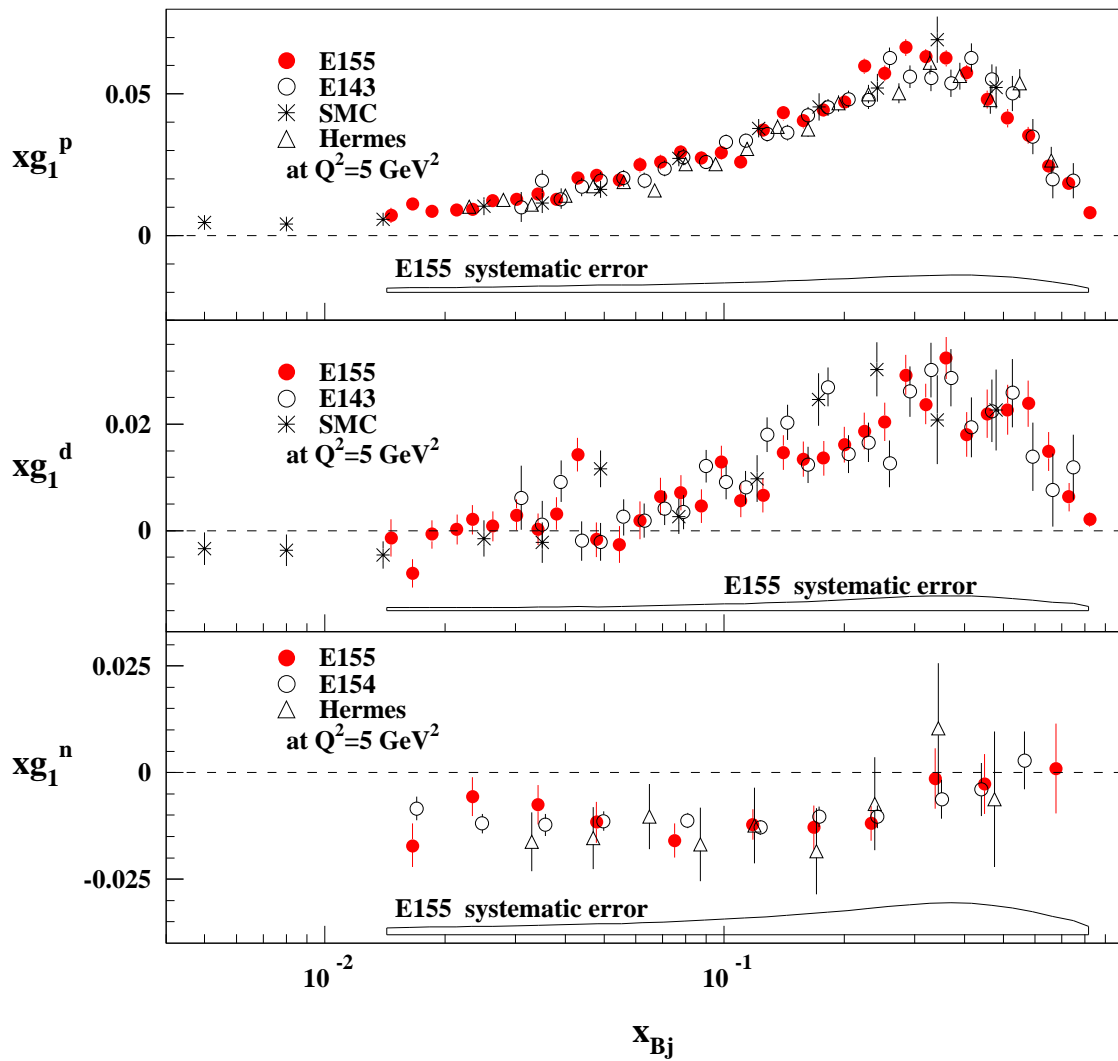 xg₁ᵖ
0.05
0
E155
E143
SMC
Hermes
at Q²=5 GeV²
E155 systematic error
xg₁ᵈ
0.02
0
E155
E143
SMC
at Q²=5 GeV²
E155 systematic error
xg₁ⁿ
0.025
0
-0.025
E155
E154
Hermes
at Q²=5 GeV²
E155 systematic error
10⁻² 10⁻¹
x_Bj